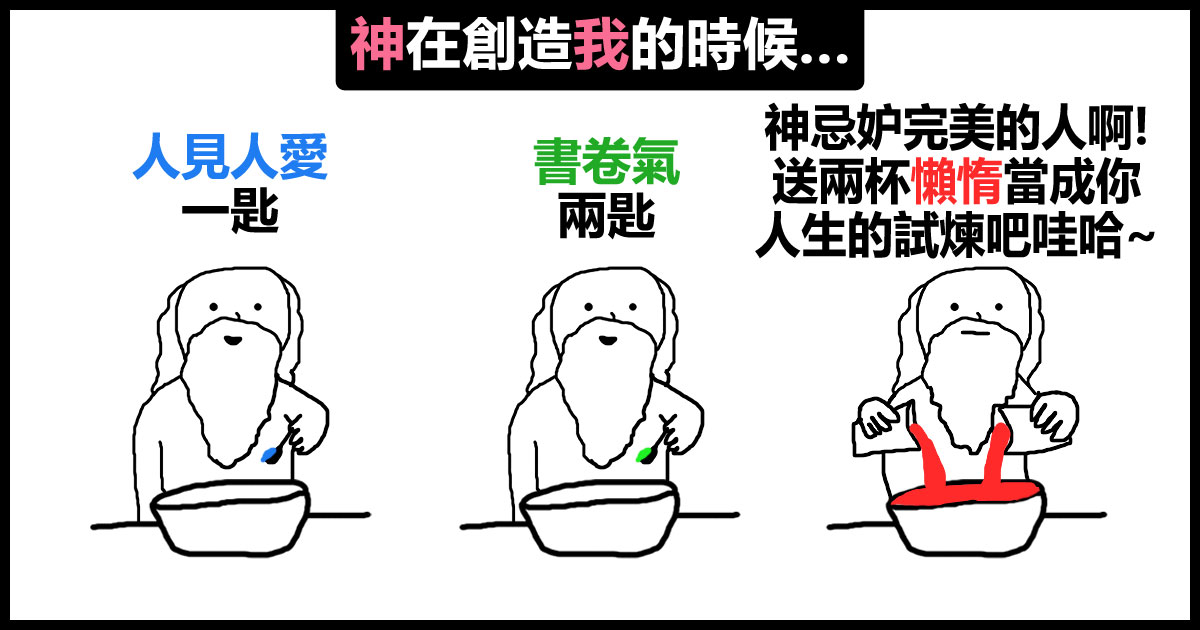 神在創造我的時候...
人見人愛
一匙
書卷氣
兩匙
神忌妒完美的人啊!
送兩杯懶惰當成你
人生的試煉吧哇哈~